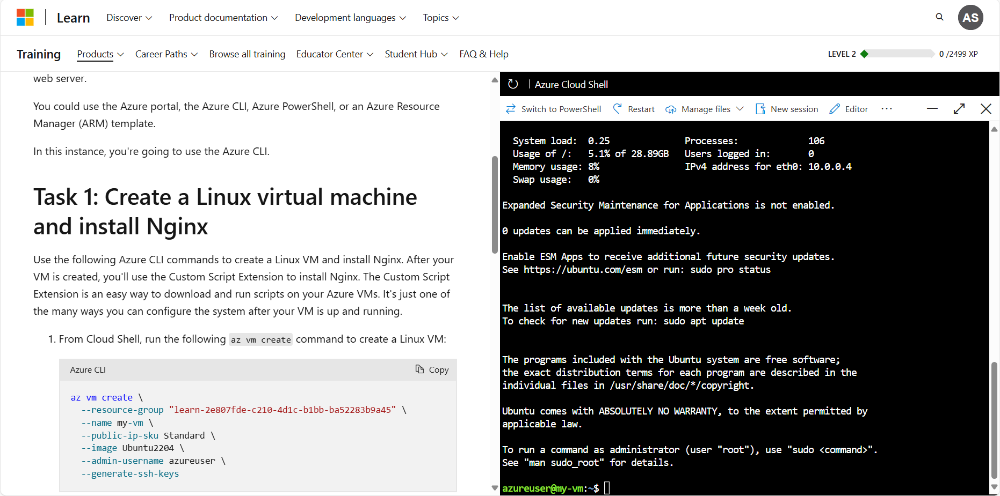 Learn
Discover
Product documentation
Development languages
Topics
AS
Training
Products
Career Paths
Browse all training
Educator Center
Student Hub
FAQ & Help
LEVEL 2
0 /2499 XP
web server.
You could use the Azure portal, the Azure CLI, Azure PowerShell, or an Azure Resource
Manager (ARM) template.
In this instance, you're going to use the Azure CLI.
Task 1: Create a Linux virtual machine
and install Nginx
Use the following Azure CLI commands to create a Linux VM and install Nginx. After your
VM is created, you'll use the Custom Script Extension to install Nginx. The Custom Script
Extension is an easy way to download and run scripts on your Azure VMs. It's just one of
the many ways you can configure the system after your VM is up and running.
1. From Cloud Shell, run the following az vm create command to create a Linux VM:
Azure CLI
Copy
az vm create \
--resource-group "learn-2e807fde-c210-4d1c-b1bb-ba52283b9a45" \
--name my-vm \
--public-ip-sku Standard \
--image Ubuntu2204 \
--admin-username azureuser \
--generate-ssh-keys
Azure Cloud Shell
Switch to PowerShell
Restart
Manage files
New session
Editor
System load: 0.25 Processes: 106
Usage of /: 5.1% of 28.89GB Users logged in: 0
Memory usage: 8% IPv4 address for eth0: 10.0.0.4
Swap usage: 0%
Expanded Security Maintenance for Applications is not enabled.
0 updates can be applied immediately.
Enable ESM Apps to receive additional future security updates.
See https://ubuntu.com/esm or run: sudo pro status
The list of available updates is more than a week old.
To check for new updates run: sudo apt update
The programs included with the Ubuntu system are free software;
the exact distribution terms for each program are described in the
individual files in /usr/share/doc/*/copyright.
Ubuntu comes with ABSOLUTELY NO WARRANTY, to the extent permitted by
applicable law.
To run a command as administrator (user "root"), use "sudo <command>".
See "man sudo_root" for details.
azureuser@my-vm:~$